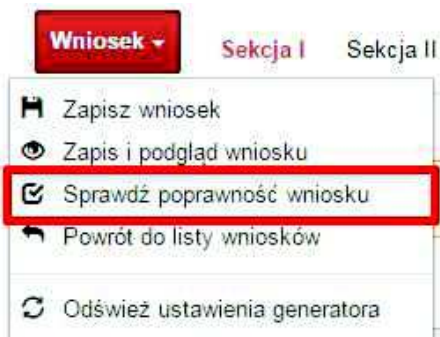 Wniosek Sekcja I Sekcja II
Zapisz wniosek
Zapis i podgląd wniosku
Sprawdź poprawność wniosku
Powrót do listy wniosków
Odśwież ustawienia generatora